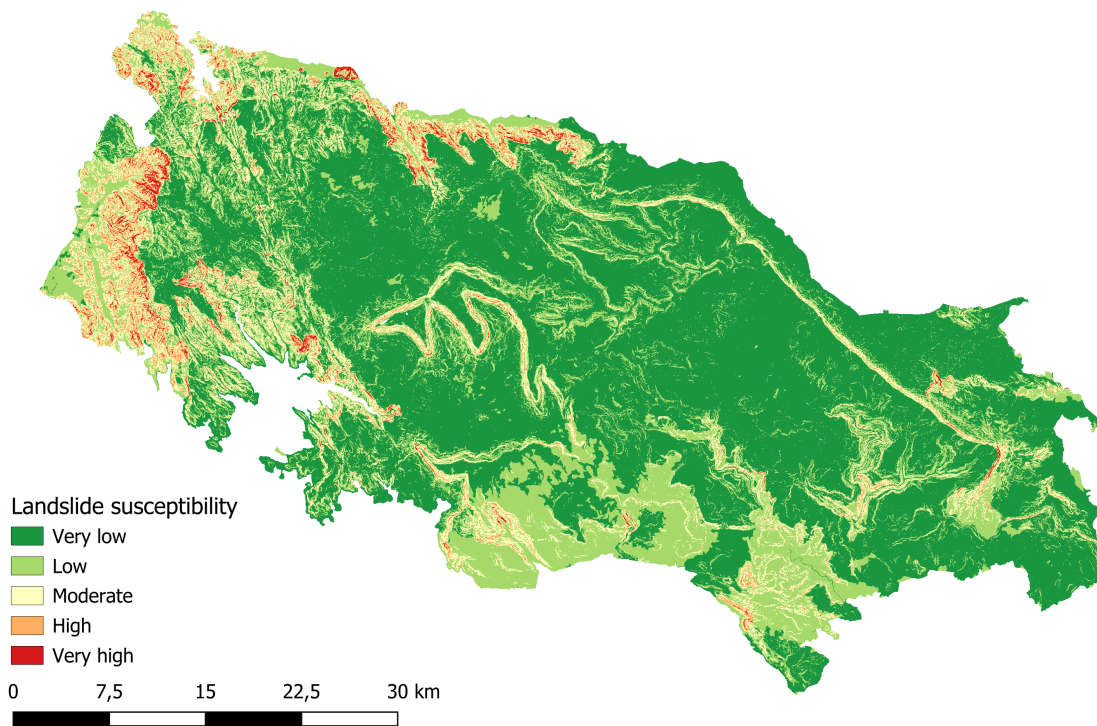 Landslide susceptibility
Very low
Low
Moderate
High
Very high
0 7,5 15 22,5 30 km